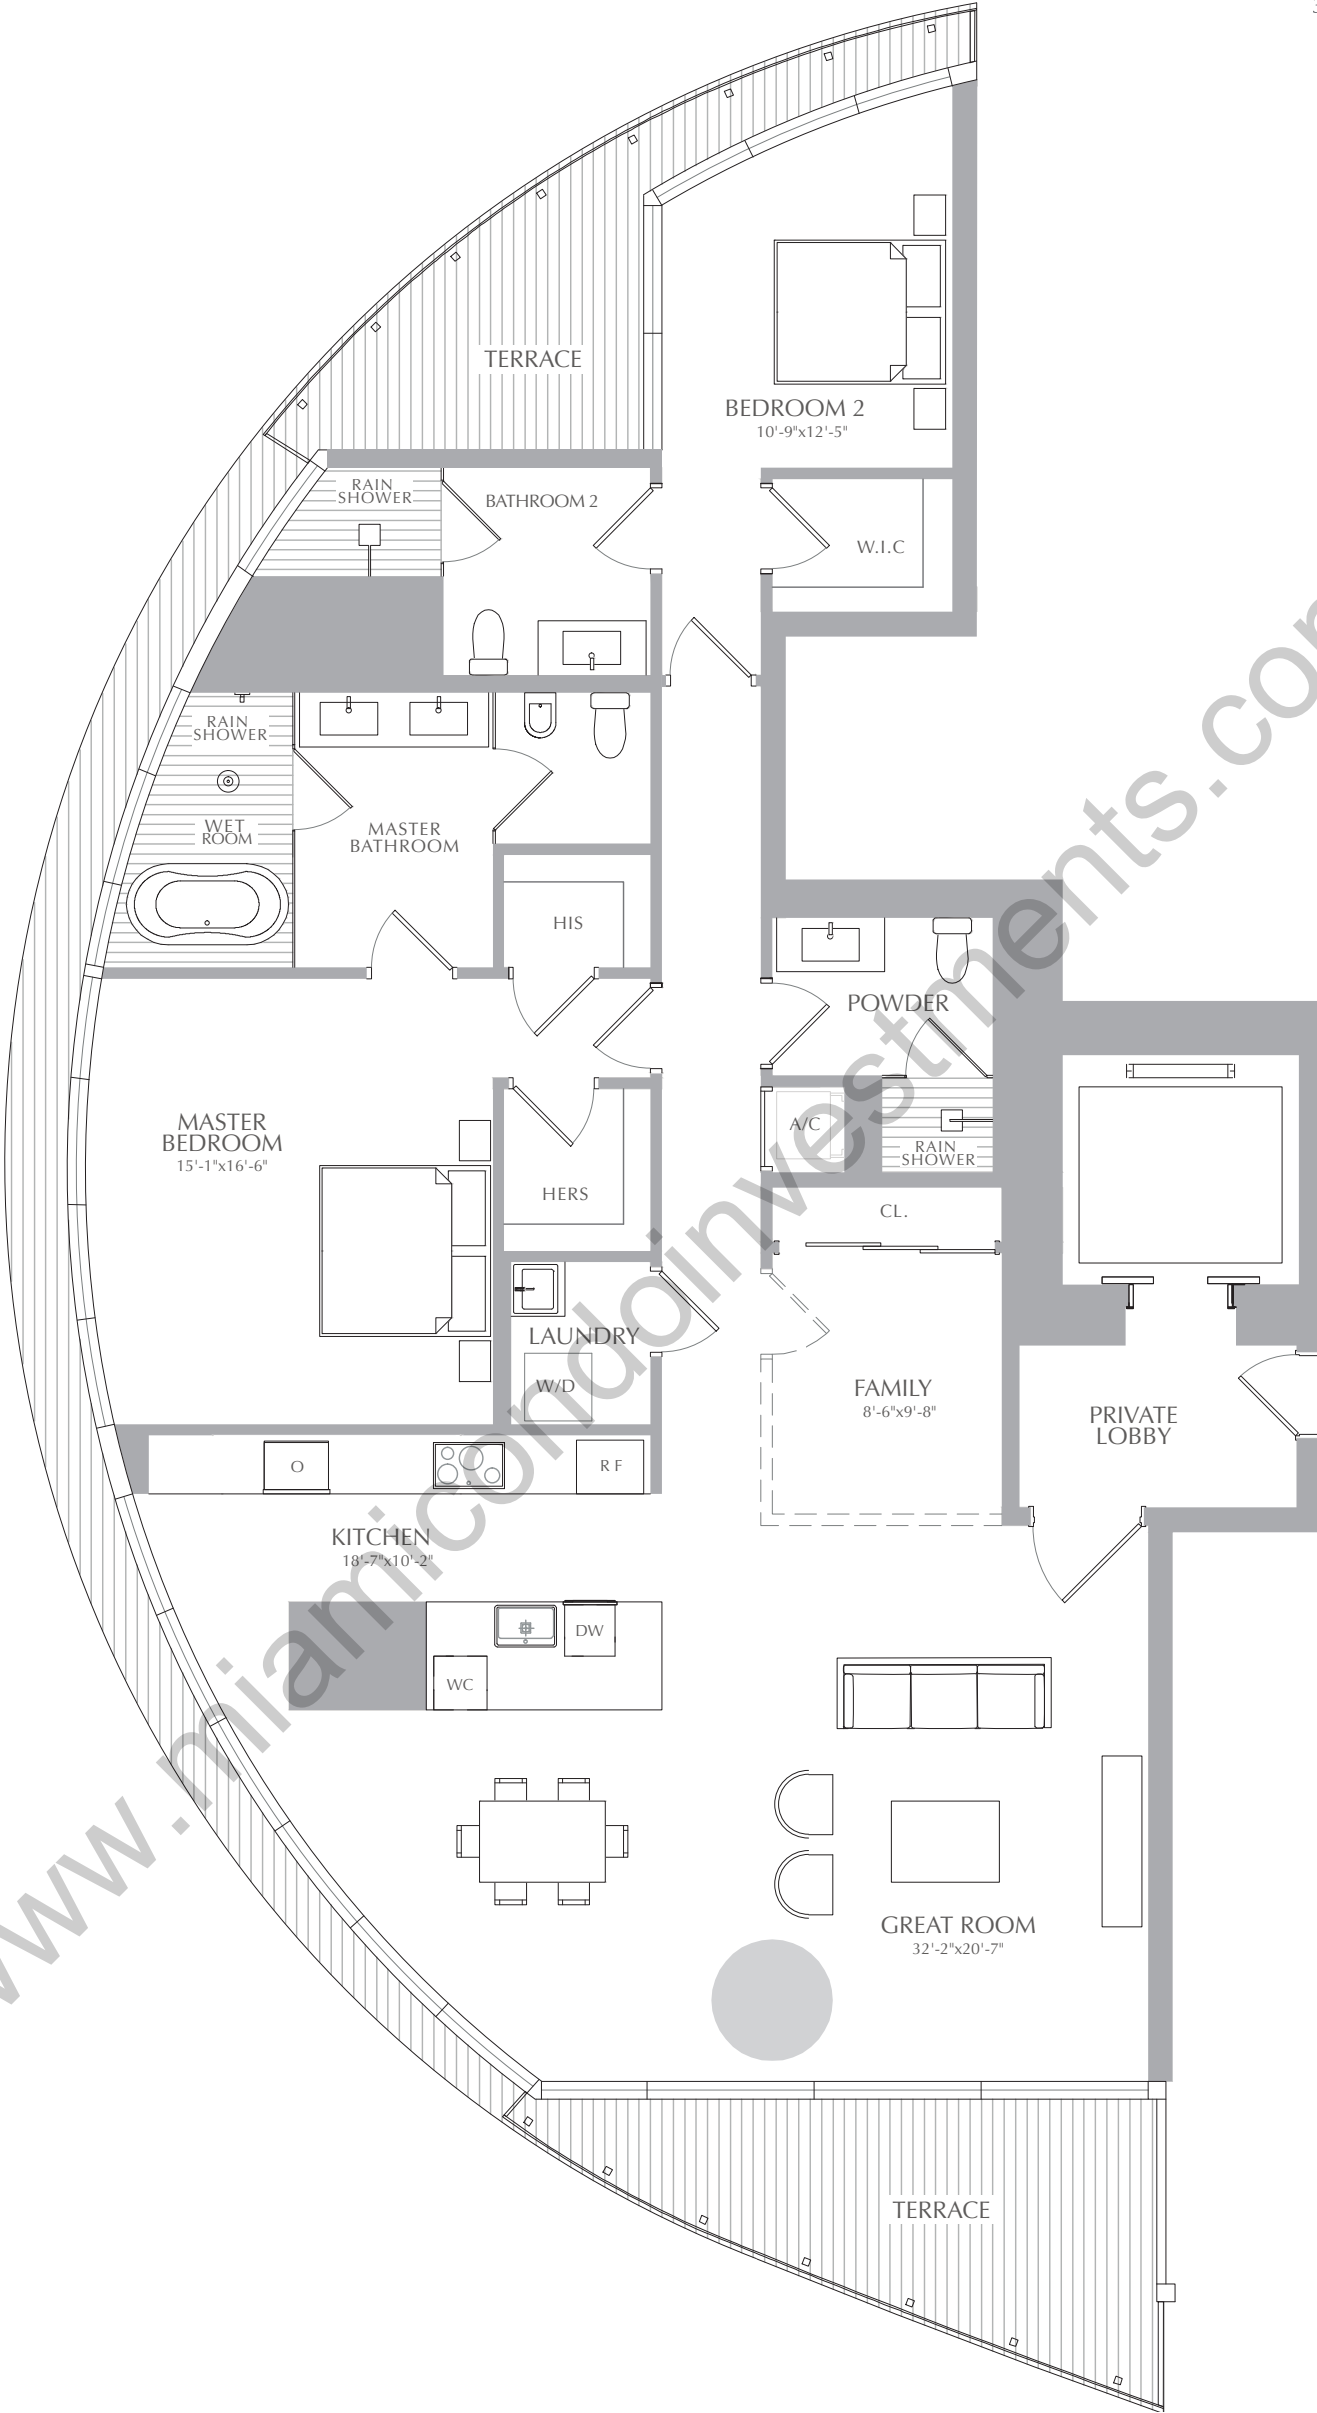 TERRACE
BEDROOM 2
10'-9"x12'-5"
RAIN
SHOWER
BATHROOM 2
W.I.C
RAIN
SHOWER
WET
ROOM
MASTER
BATHROOM
HIS
POWDER
A/C
RAIN
SHOWER
MASTER
BEDROOM
15'-1"x16'-6"
HERS
CL.
LAUNDRY
W/D
FAMILY
8'-6"x9'-8"
PRIVATE
LOBBY
O
RF
KITCHEN
18'-7"x10'-2"
DW
WC
GREAT ROOM
32'-2"x20'-7"
TERRACE
www.miamicondoinvestments.com